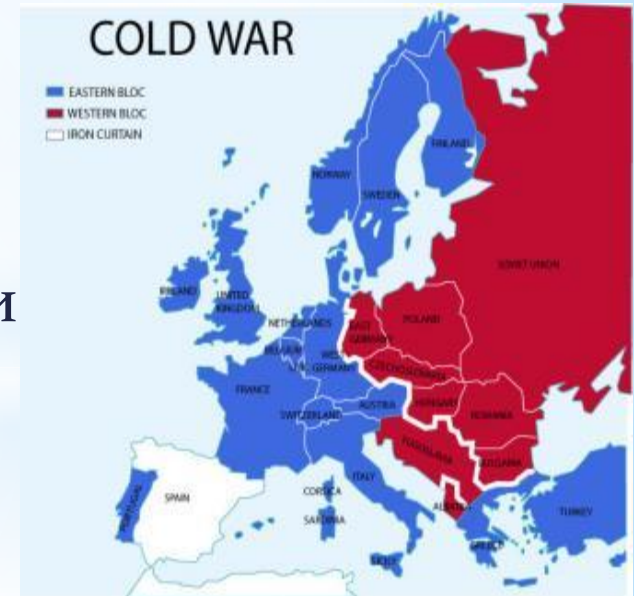 COLD WAR
EASTERN BLOC
WESTERN BLOC
IRON CURTAIN
FINLAND
NORWAY
SWEDEN
SOVIET UNION
и
IRELAND
UNITED
KINGDOM
NETHERLANDS
EAST
GERMANY
POLAND
BELGIUM
WEST
GERMANY
CZECHOSLOVAKIA
FRANCE
AUSTRIA
HUNGARY
SWITZERLAND
ROMANIA
YUGOSLAVIA
ITALY
BULGARIA
PORTUGAL
SPAIN
CORSICA
SARDINIA
TURKEY
GREECE
SICILY